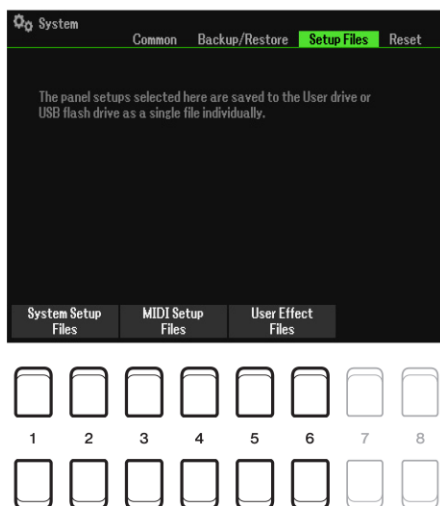 System
Common Backup/Restore Setup Files Reset
The panel setups selected here are saved to the User drive or
USB flash drive as a single file individually.
System Setup MIDI Setup User Effect
Files Files Files
1 2 3 4 5 6 7 8